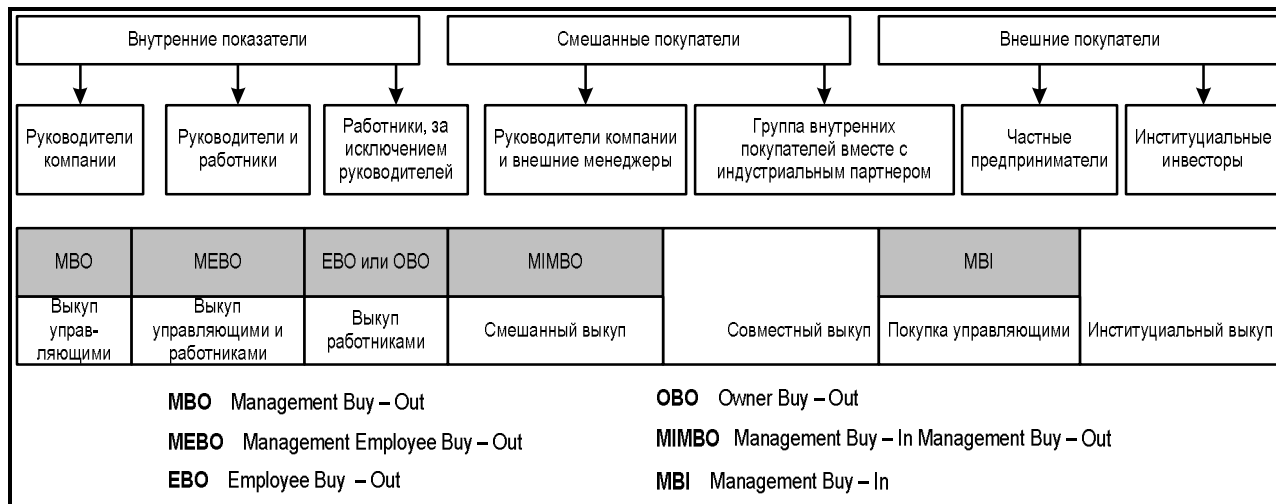 Внутренние показатели
Смешанные покупатели
Внешние покупатели
Руководители
компании
Руководители и
работники
Работники, за
исключением
руководителей
Руководители компании
и внешние менеджеры
Группа внутренних
покупателей вместе с
индустриальным партнером
Частные
предприниматели
Институциальные
инвесторы
MBO
MEBO
EBO или OBO
MIMBO
MBI
Выкуп
управ-
ляющими
Выкуп
управляющими и
работниками
Выкуп
работниками
Смешанный выкуп
Совместный выкуп
Покупка управляющими
Институциальный выкуп
MBO Management Buy – Out
MEBO Management Employee Buy – Out
EBO Employee Buy – Out
OBO Owner Buy – Out
MIMBO Management Buy – In Management Buy – Out
MBI Management Buy – In